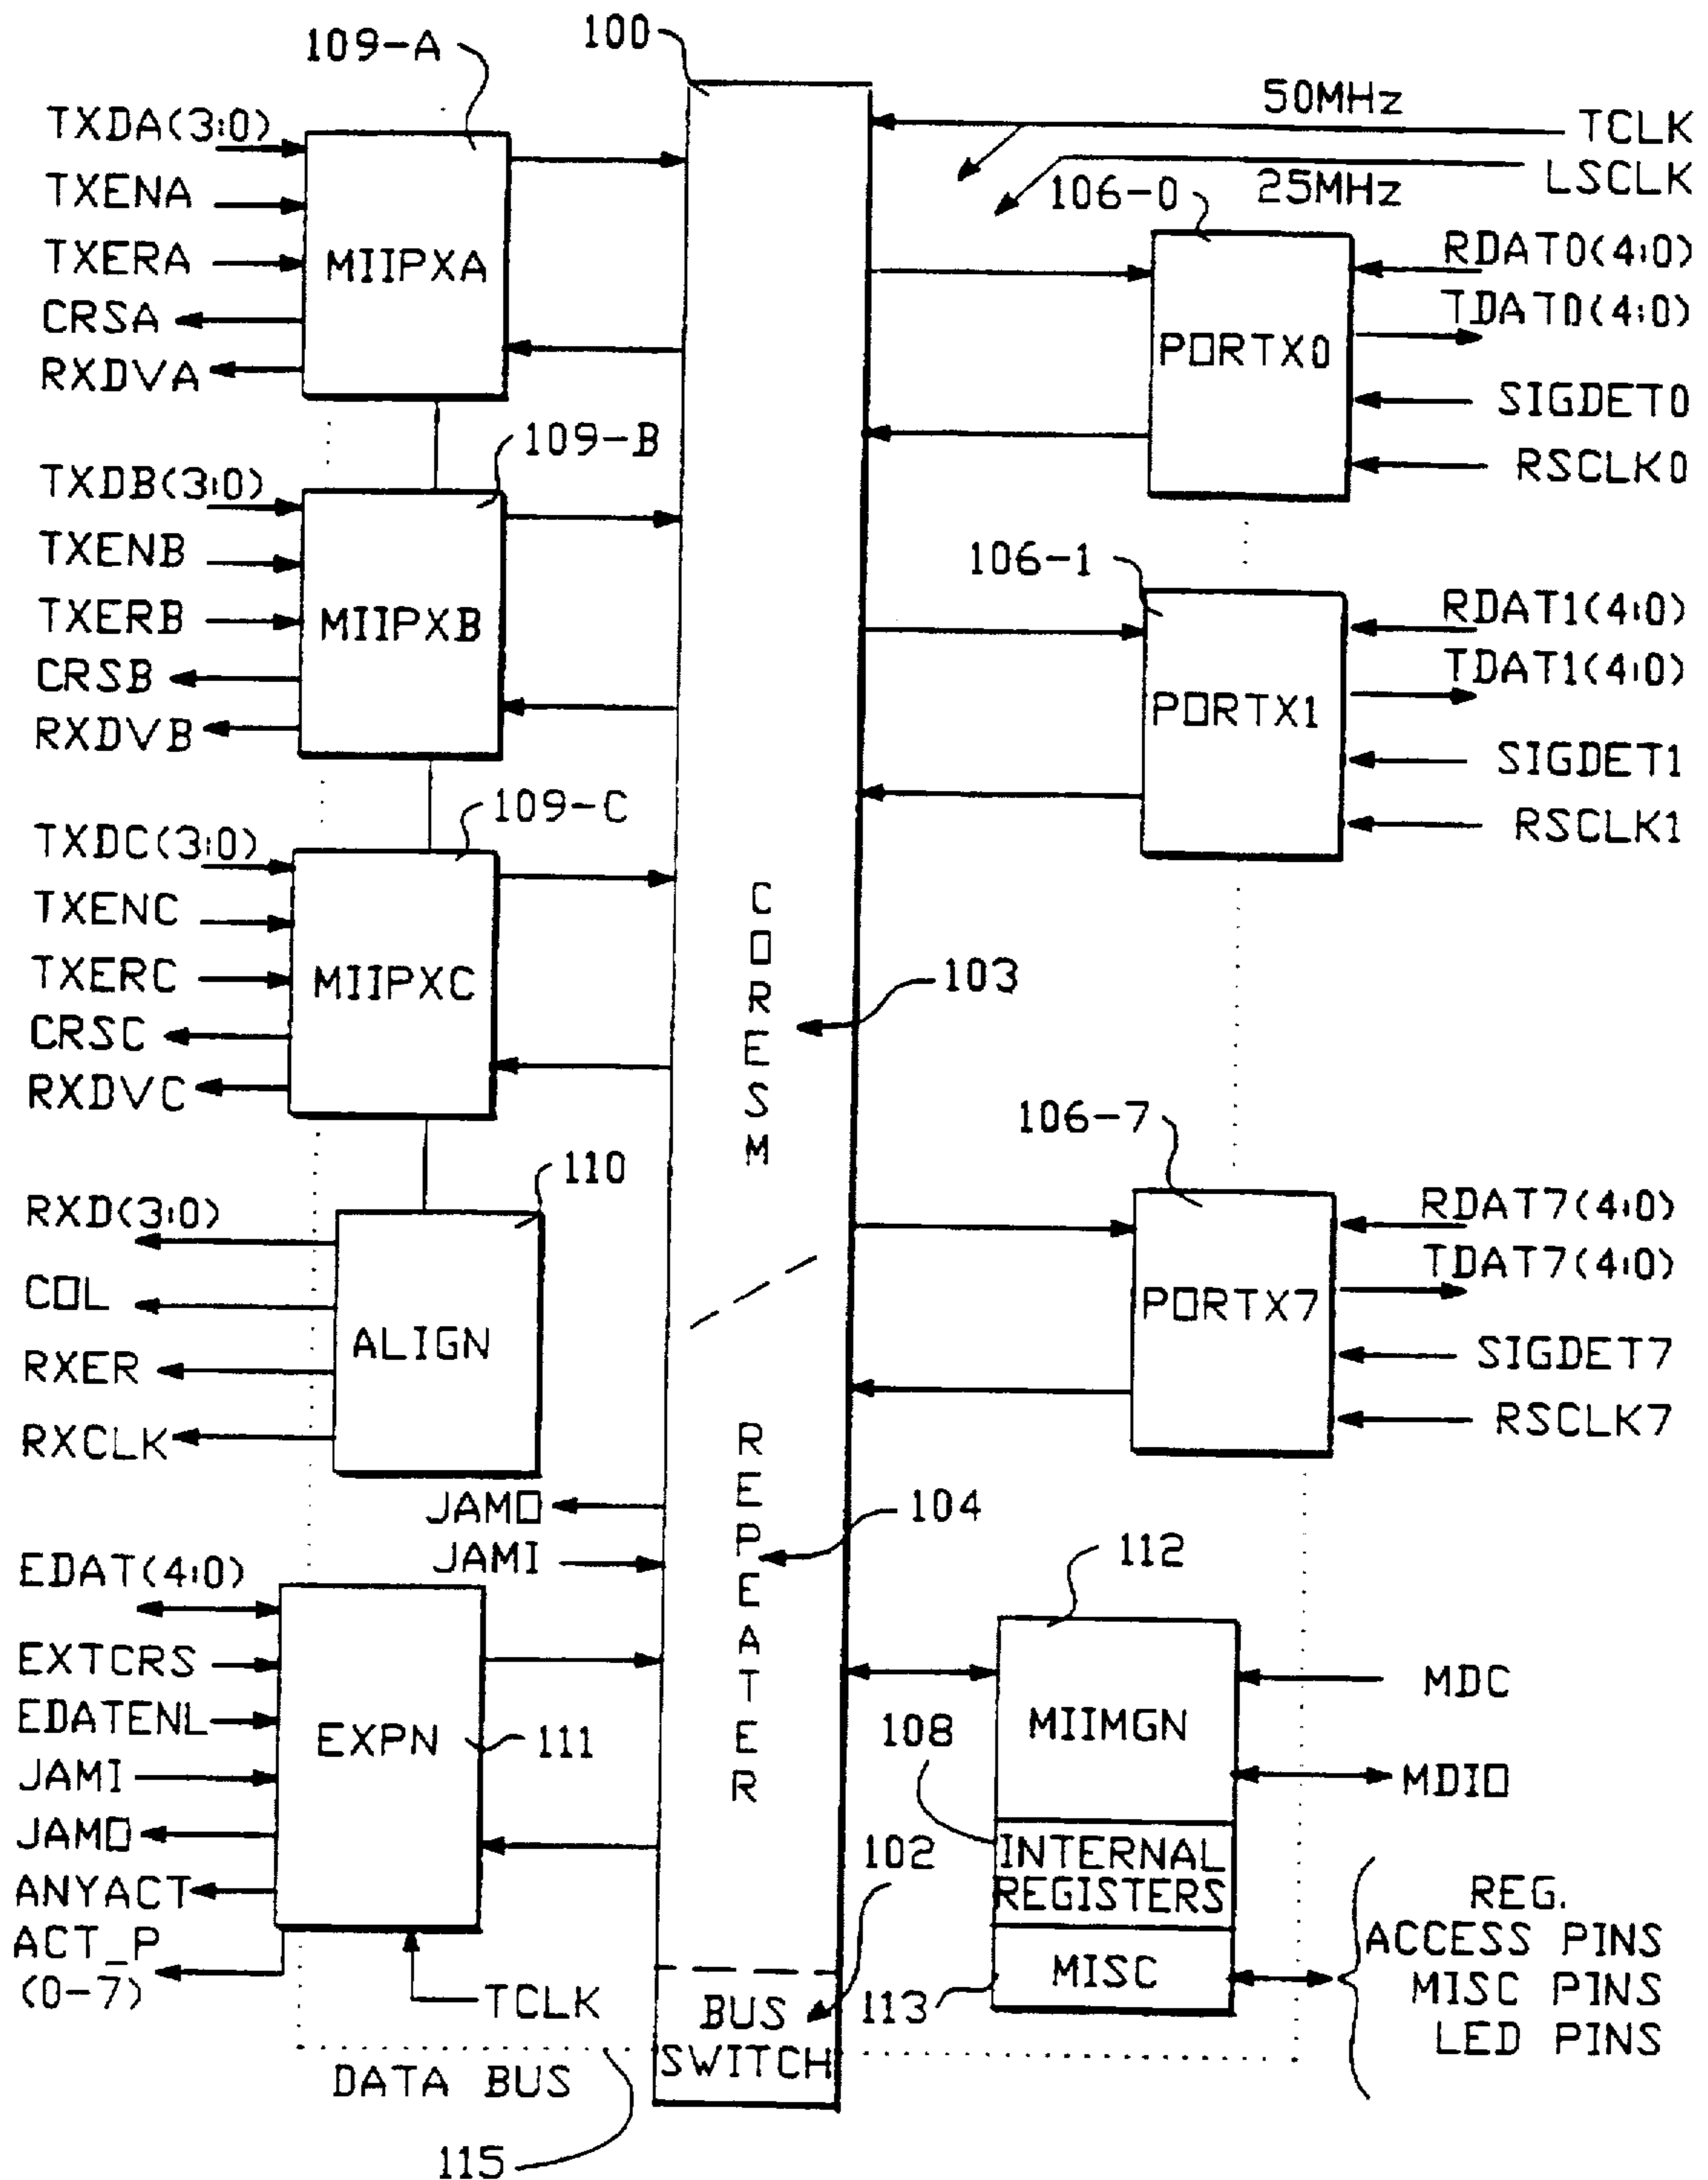 109-A
100
TXDA(3:0)
TXENA
TXERA
CRSA
RXDVA
MIIPXA
50MHz
TCLK
LSCLK
25MHz
106-0
RDAT0(4:0)
TDAT0(4:0)
PORTX0
SIGDET0
RSCLK0
109-B
TXDB(3:0)
TXENB
TXERB
CRSB
RXDVB
MIIPXB
106-1
RDAT1(4:0)
TDAT1(4:0)
PORTX1
SIGDET1
RSCLK1
109-C
TXDC(3:0)
TXENC
TXERC
CRSC
RXDVC
MIIPXC
CORESM
103
106-7
RDAT7(4:0)
TDAT7(4:0)
PORTX7
SIGDET7
RSCLK7
110
RXD(3:0)
COL
RXER
RXCLK
ALIGN
JAMO
JAMI
REPEATER
104
EDAT(4:0)
EXTCRS
EDATENL
JAMI
JAMO
ANYACT
ACT_P
(0-7)
EXPN
111
TCLK
112
MIIMGN
MDC
MDIO
108
INTERNAL
REGISTERS
102
MISC
113
REG.
ACCESS PINS
MISC PINS
LED PINS
BUS
SWITCH
DATA BUS
115